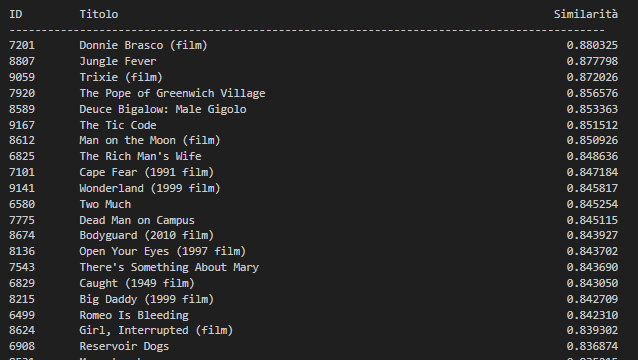 ID Titolo Similarità
--------------------------------------------------------------------------------------------
7201 Donnie Brasco (film) 0.880325
8807 Jungle Fever 0.877798
9059 Trixie (film) 0.872026
7920 The Pope of Greenwich Village 0.856576
8589 Deuce Bigalow: Male Gigolo 0.853363
9167 The Tic Code 0.851512
8612 Man on the Moon (film) 0.850926
6825 The Rich Man's Wife 0.848636
7101 Cape Fear (1991 film) 0.847184
9141 Wonderland (1999 film) 0.845817
6580 Two Much 0.845254
7775 Dead Man on Campus 0.845115
8674 Bodyguard (2010 film) 0.843927
8136 Open Your Eyes (1997 film) 0.843702
7543 There's Something About Mary 0.843690
6829 Caught (1949 film) 0.843050
8215 Big Daddy (1999 film) 0.842709
6499 Romeo Is Bleeding 0.842310
8624 Girl, Interrupted (film) 0.839302
6908 Reservoir Dogs 0.836874